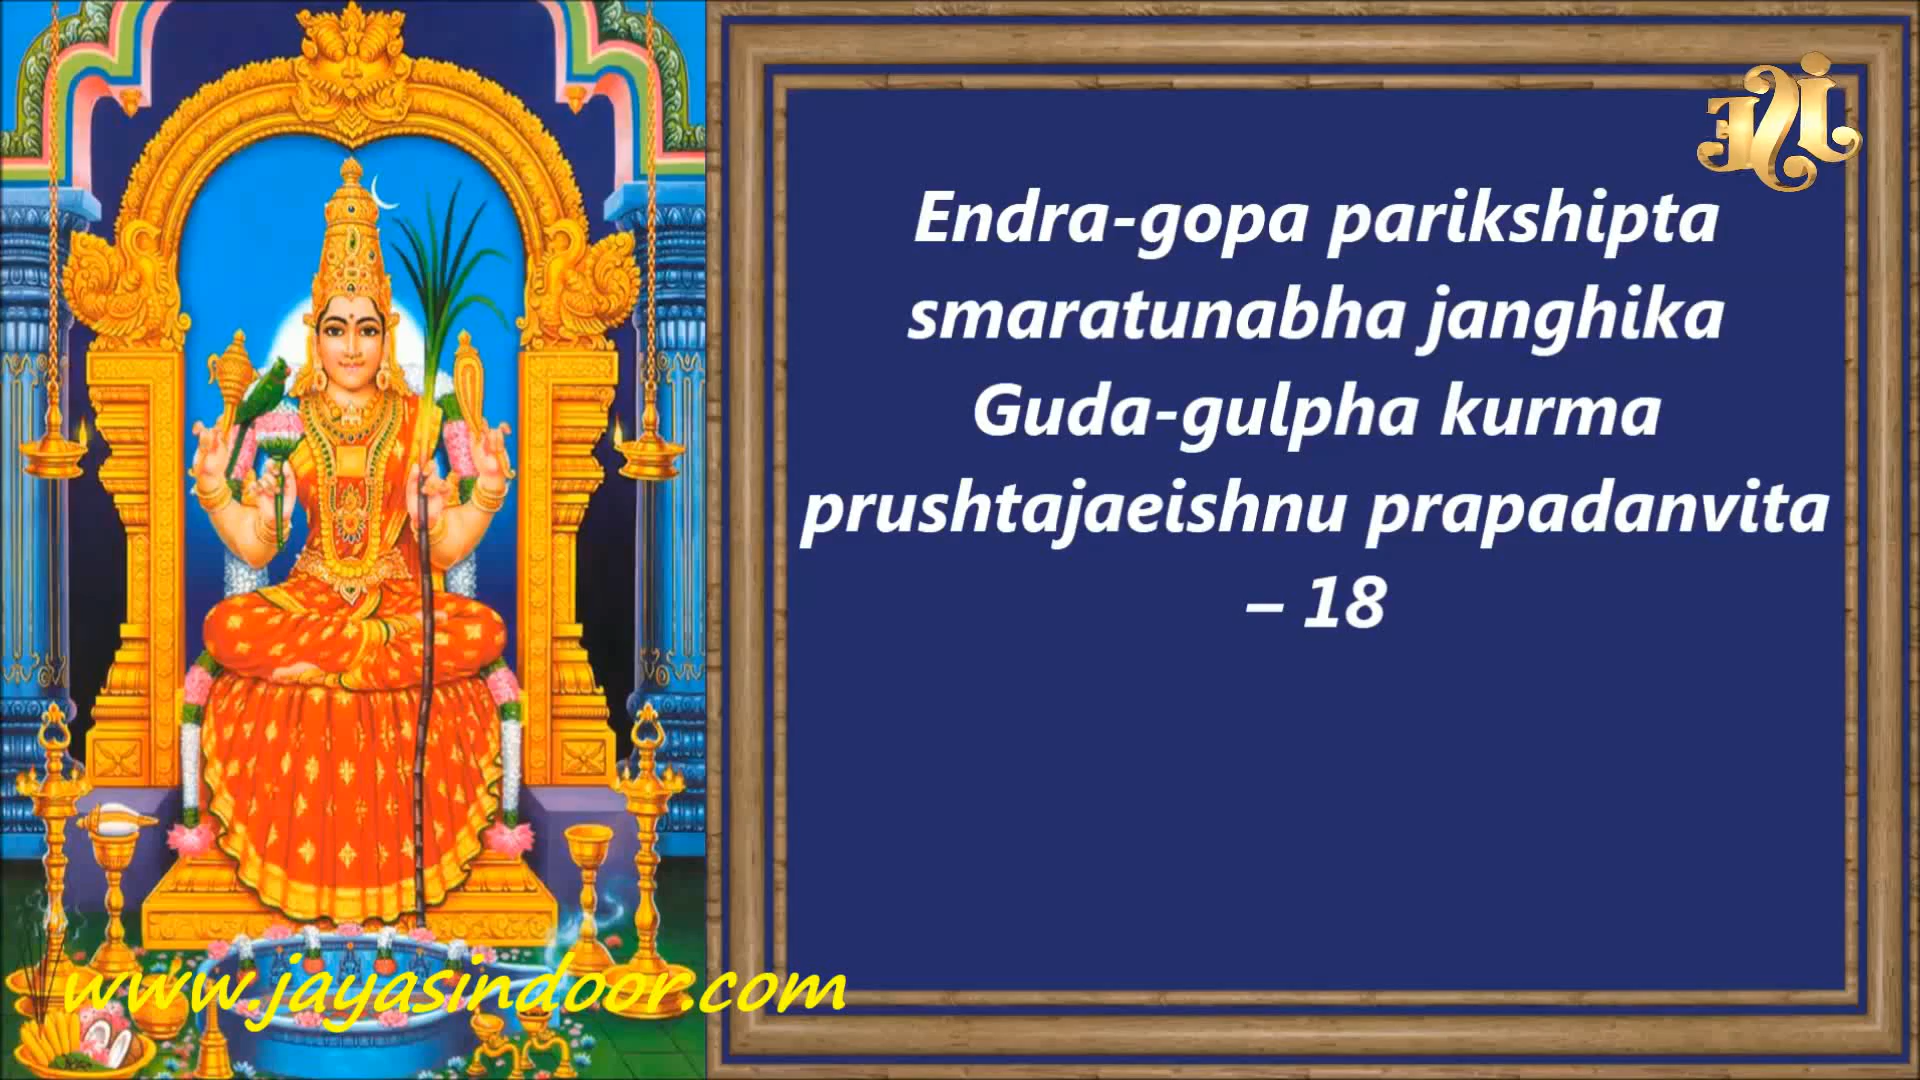 Endra-gopa parikshipta
smaratunabha janghika
Guda-gulpha kurma
prushtajaeishnu prapadanvita
– 18
www.jayasindoor.com